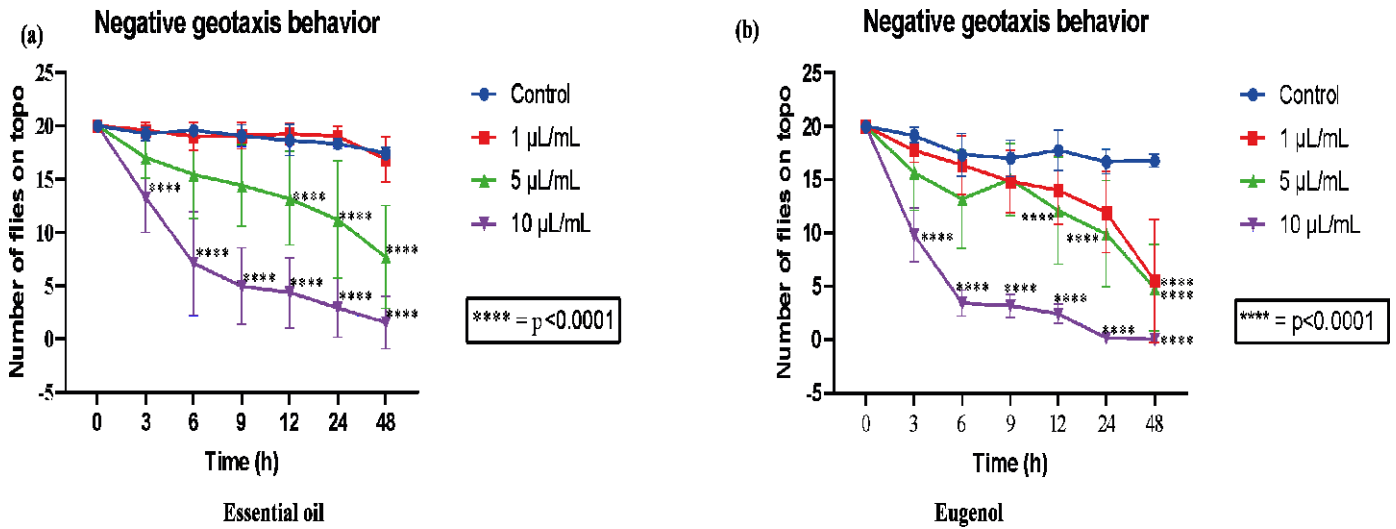 (a)
Negative geotaxis behavior
Number of flies on topo
25
20
15
10
5
0
-5
0 3 6 9 12 24 48
Time (h)
Essential oil
****
****
****
****
****
****
****
****
****
Control
1 µL/mL
5 µL/mL
10 µL/mL
**** = p<0.0001
(b)
Negative geotaxis behavior
Number of flies on topo
25
20
15
10
5
0
-5
0 3 6 9 12 24 48
Time (h)
Eugenol
****
****
****
****
****
****
****
****
****
****
Control
1 µL/mL
5 µL/mL
10 µL/mL
**** = p<0.0001